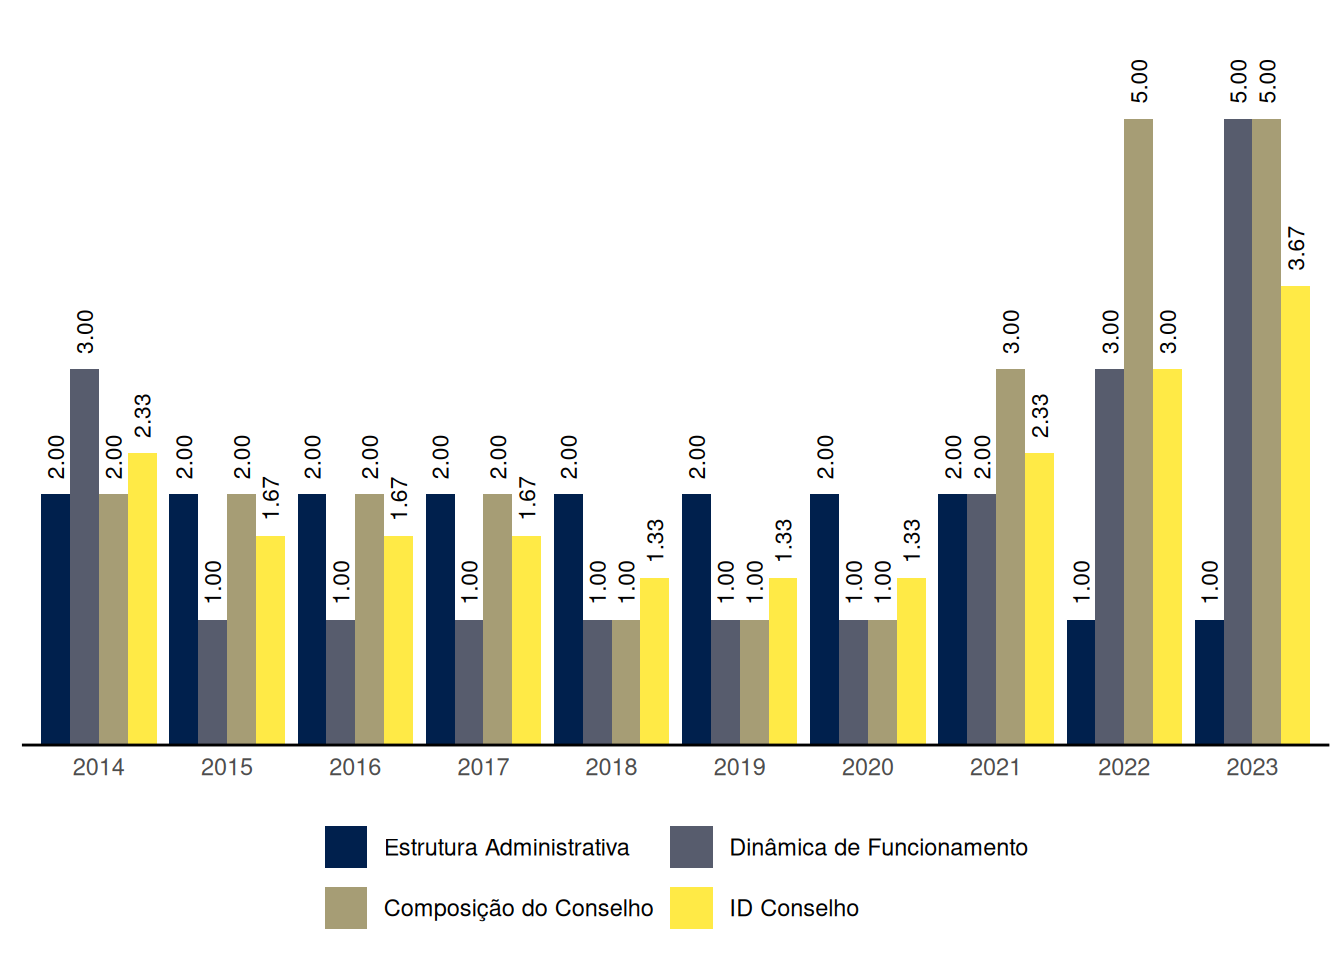 2.00 3.00 2.00 2.33 2.00 1.00 2.00 1.67 2.00 1.00 2.00 1.67 2.00 1.00 2.00 1.67 2.00 1.00 1.00 1.33 2.00 1.00 1.00 1.33 2.00 1.00 1.00 1.33 2.00 2.00 3.00 2.33 1.00 3.00 5.00 3.00 1.00 5.00 5.00 3.67
2014 2015 2016 2017 2018 2019 2020 2021 2022 2023
Estrutura Administrativa Dinâmica de Funcionamento
Composição do Conselho ID Conselho